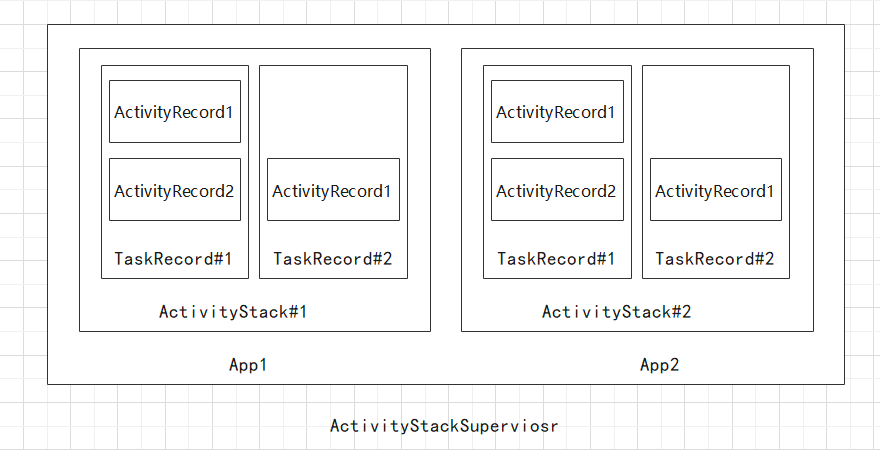 ActivityRecord1
ActivityRecord2
ActivityRecord1
TaskRecord#1
TaskRecord#2
ActivityStack#1
App1
ActivityRecord1
ActivityRecord2
ActivityRecord1
TaskRecord#1
TaskRecord#2
ActivityStack#2
App2
ActivityStackSuperviosr